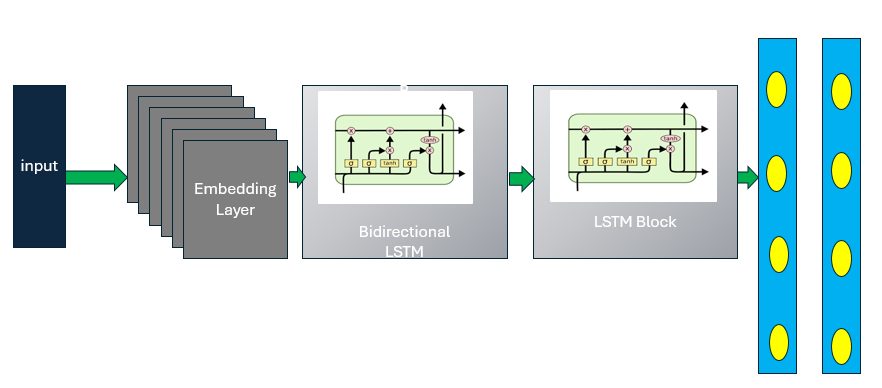 input
Embedding
Layer
tanh
σ
σ
tanh
σ
Bidirectional
LSTM
tanh
σ
σ
tanh
σ
LSTM Block